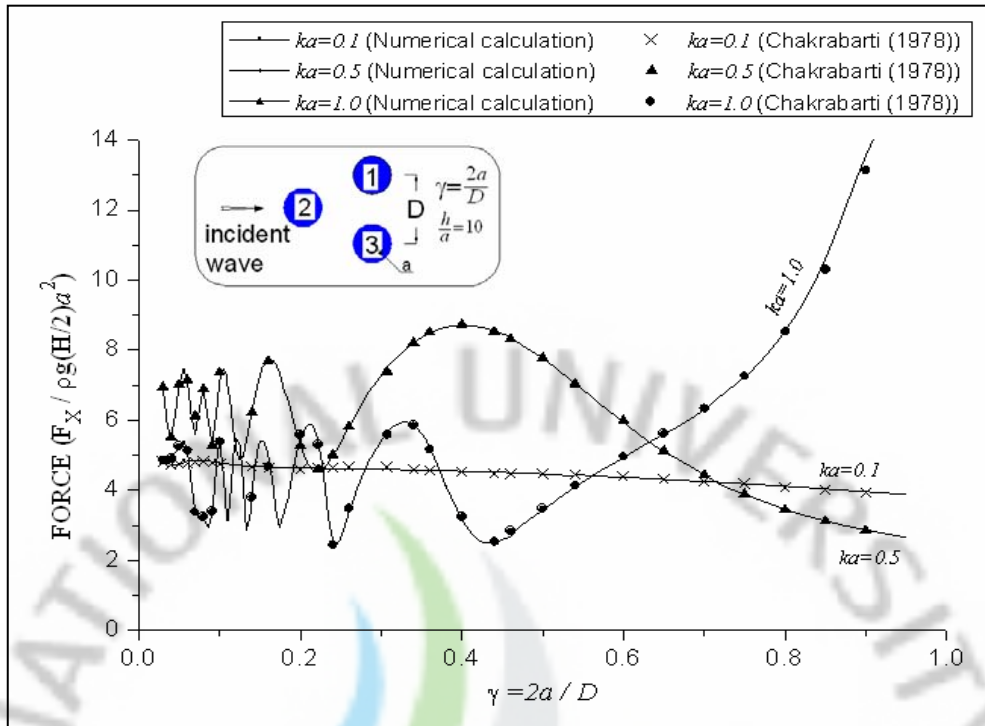 ka=0.1 (Numerical calculation)
ka=0.5 (Numerical calculation)
ka=1.0 (Numerical calculation)
ka=0.1 (Chakrabarti (1978))
ka=0.5 (Chakrabarti (1978))
ka=1.0 (Chakrabarti (1978))
14
12
10
8
6
4
2
0
FORCE (F_X / ρg(H/2)a²)
1
2
3
incident
wave
D
a
γ=2a/D
h/a=10
ka=1.0
ka=0.1
ka=0.5
NATIONAL UNIVERSIT
0.0
0.2
0.4
0.6
0.8
1.0
γ =2a / D